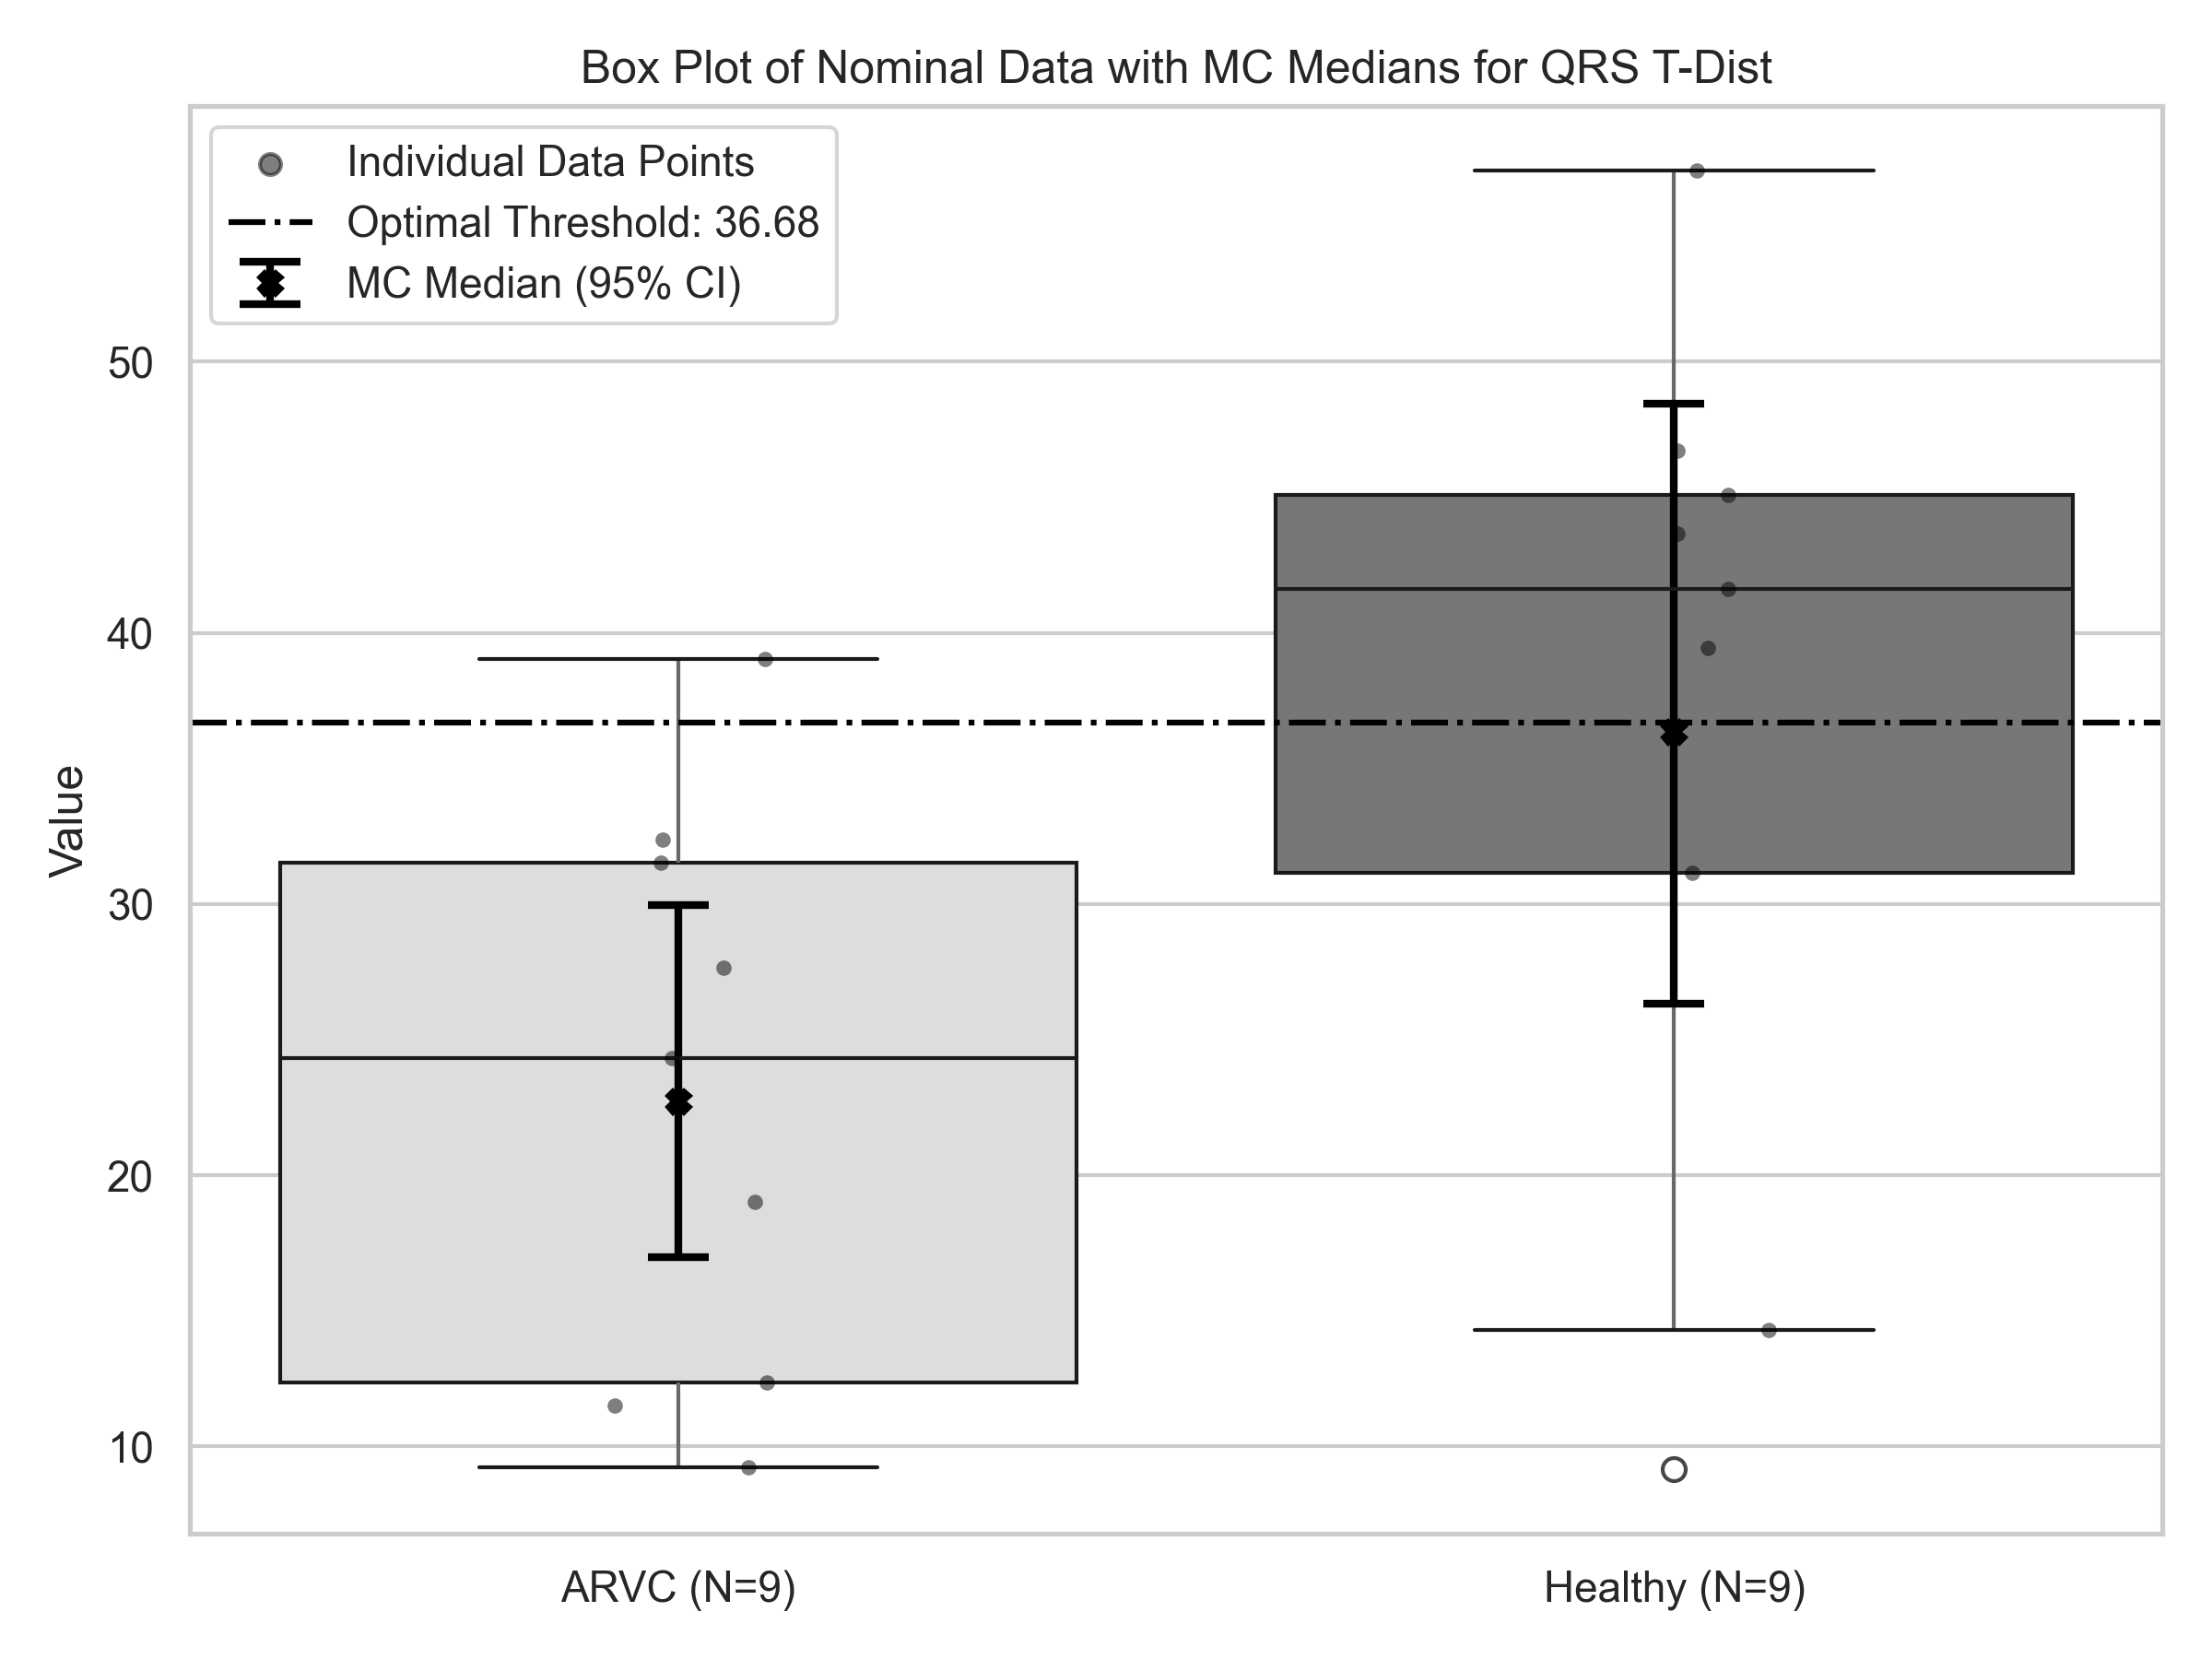 Box Plot of Nominal Data with MC Medians for QRS T-Dist
Individual Data Points
Optimal Threshold: 36.68
MC Median (95% CI)
50
40
30
20
10
Value
ARVC (N=9)
Healthy (N=9)